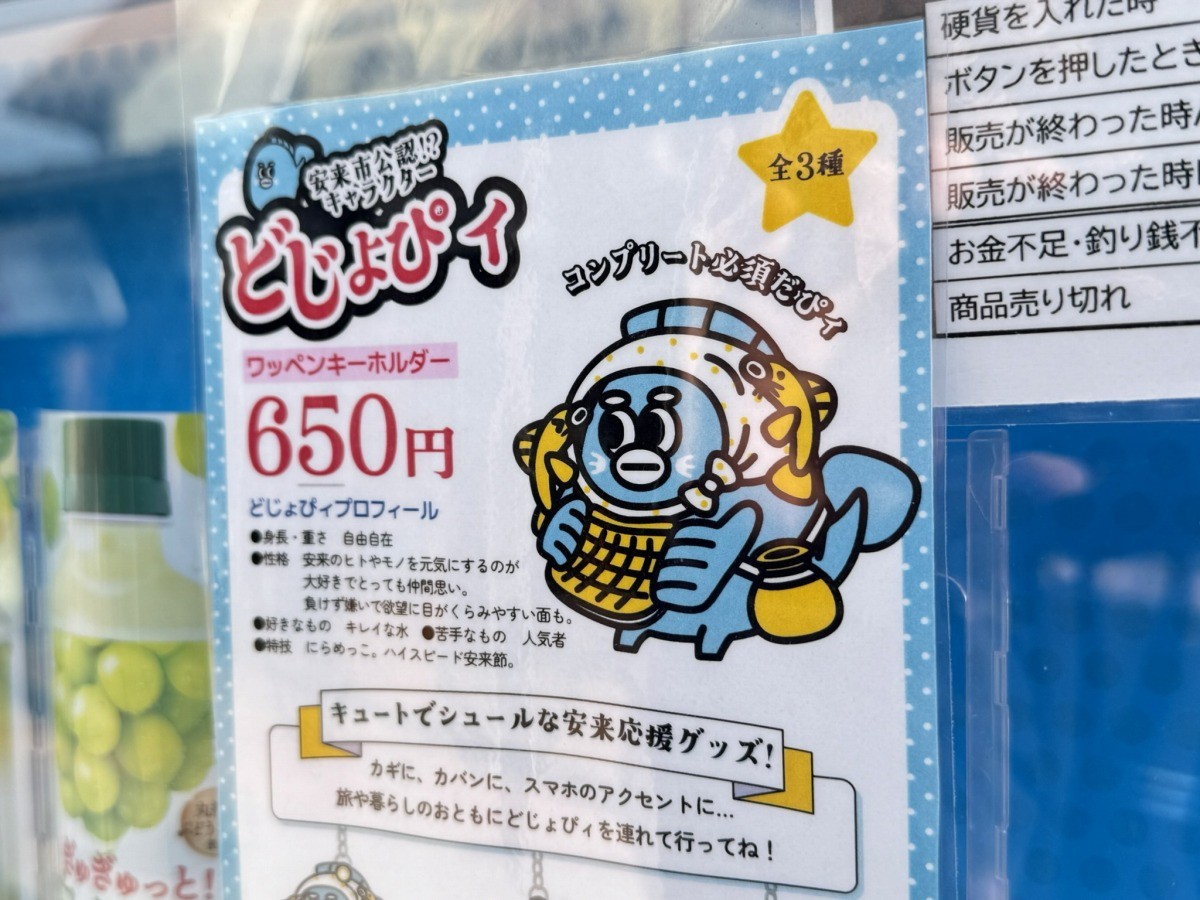 安来市公認!?
キャラクター
どじょぴィ
全3種
コンプリート必須だぴィ
ワッペンキーホルダー
650円
どじょぴィプロフィール
●身長・重さ 自由自在
●性格 安来のヒトやモノを元気にするのが
大好きでとっても仲間思い。
負けず嫌いで欲望に目がくらみやすい面も。
●好きなもの キレイな水 ●苦手なもの 人気者
●特技 にらめっこ。ハイスピード安来節。
キュートでシュールな安来応援グッズ!
カギに、カバンに、スマホのアクセントに…
旅や暮らしのおともにどじょぴィを連れて行ってね!
硬貨を入れた時
ボタンを押したとき
販売が終わった時
販売が終わった時
お金不足・釣り銭不
商品売り切れ
ぎゅぎゅっと!